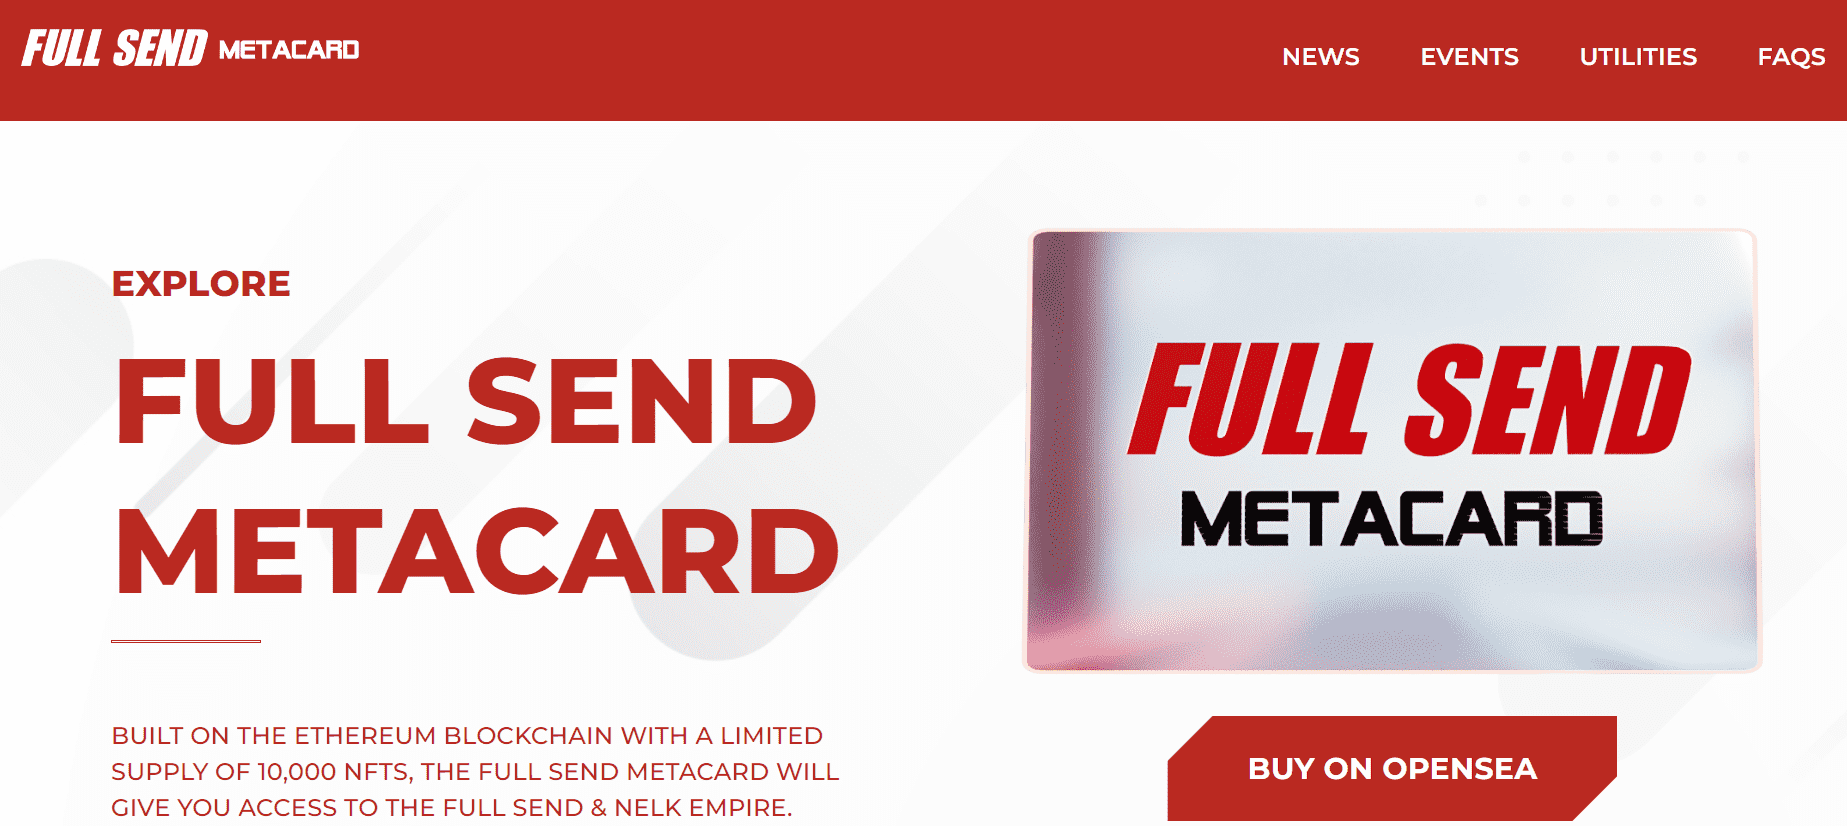 FULL SEND METACARD
NEWS EVENTS UTILITIES FAQS
EXPLORE
FULL SEND
METACARD
BUILT ON THE ETHEREUM BLOCKCHAIN WITH A LIMITED
SUPPLY OF 10,000 NFTS, THE FULL SEND METACARD WILL
GIVE YOU ACCESS TO THE FULL SEND & NELK EMPIRE.
FULL SEND
METACARD
BUY ON OPENSEA